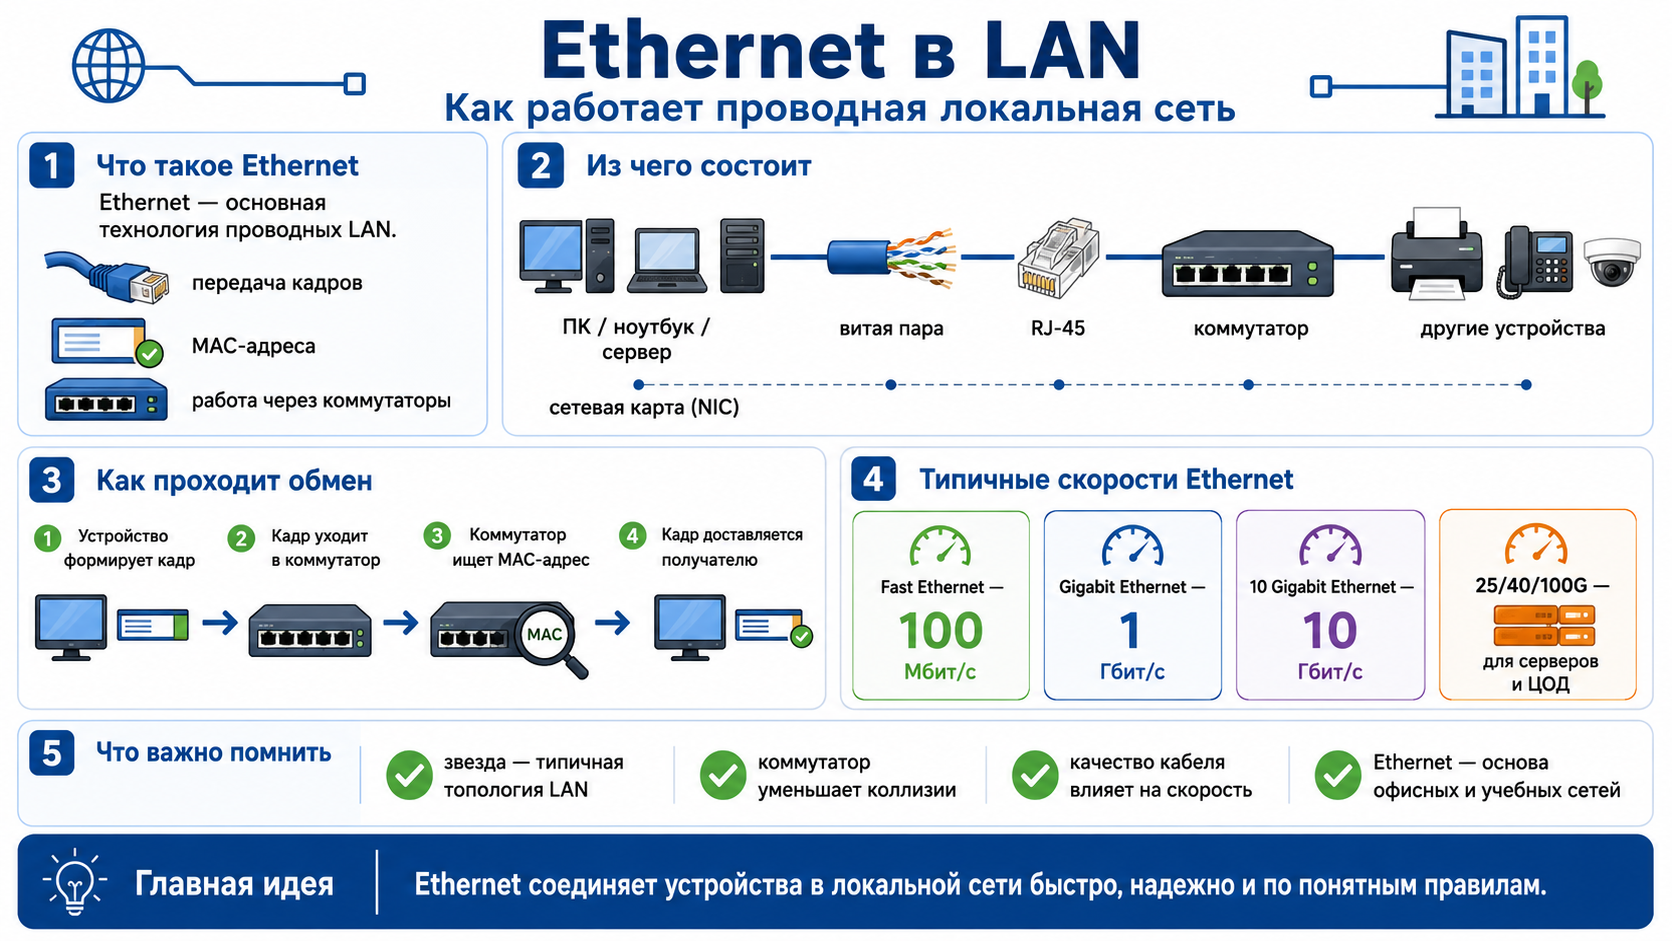 Ethernet в LAN
Как работает проводная локальная сеть
1
Что такое Ethernet
Ethernet — основная
технология проводных LAN.
передача кадров
MAC-адреса
работа через коммутаторы
2
Из чего состоит
ПК / ноутбук /
сервер
витая пара
RJ-45
коммутатор
другие устройства
сетевая карта (NIC)
3
Как проходит обмен
1
Устройство
формирует кадр
2
Кадр уходит
в коммутатор
3
Коммутатор
ищет MAC-адрес
4
Кадр доставляется
получателю
MAC
4
Типичные скорости Ethernet
Fast Ethernet —
100
Мбит/с
Gigabit Ethernet —
1
Гбит/с
10 Gigabit Ethernet —
10
Гбит/с
25/40/100G —
для серверов
и ЦОД
5
Что важно помнить
звезда — типичная
топология LAN
коммутатор
уменьшает коллизии
качество кабеля
влияет на скорость
Ethernet — основа
офисных и учебных сетей
Главная идея
Ethernet соединяет устройства в локальной сети быстро, надежно и по понятным правилам.